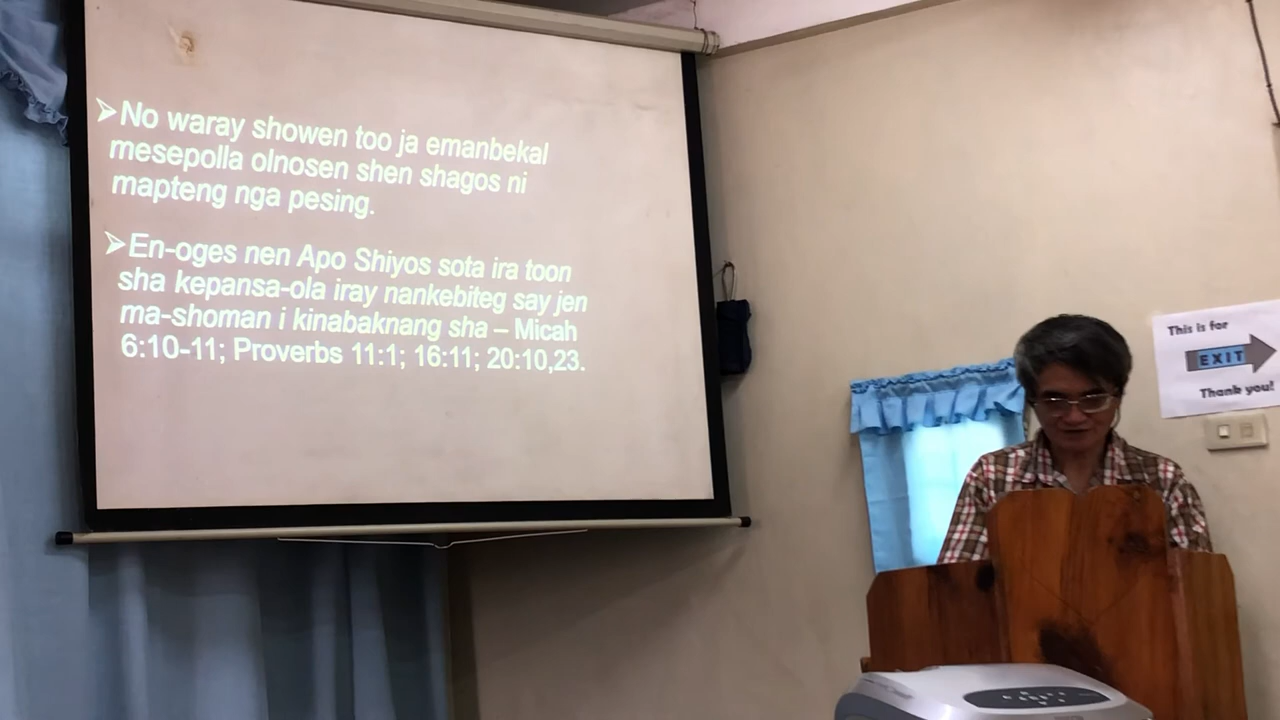 ➢No waray showen too ja emanbekal
mesepolla olnosen shen shagos ni
mapteng nga pesing.
➢En-oges nen Apo Shiyos sota ira toon
sha kepansa-ola iray nankebiteg say jen
ma-shoman i kinabaknang sha – Micah
6:10-11; Proverbs 11:1; 16:11; 20:10,23.
This is for
EXIT
Thank you!